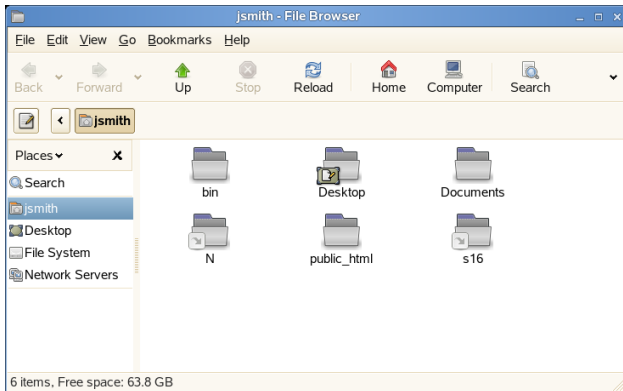 jsmith - File Browser
File Edit View Go Bookmarks Help
Back Forward Up Stop Reload Home Computer Search
jsmith
Places
Search
jsmith
Desktop
File System
Network Servers
bin Desktop Documents
N public_html s16
6 items, Free space: 63.8 GB